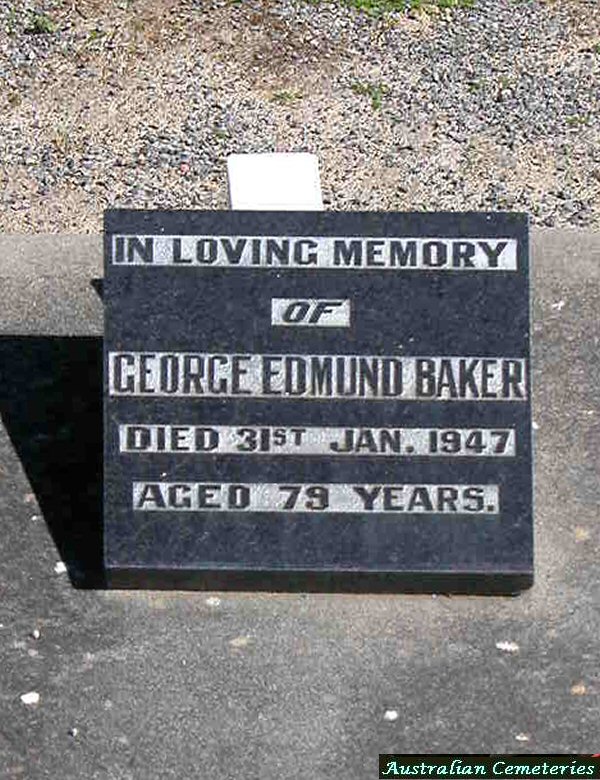 IN LOVING MEMORY
OF
GEORGE EDMUND BAKER
DIED 31ST JAN. 1947
AGED 79 YEARS.
Australian Cemeteries